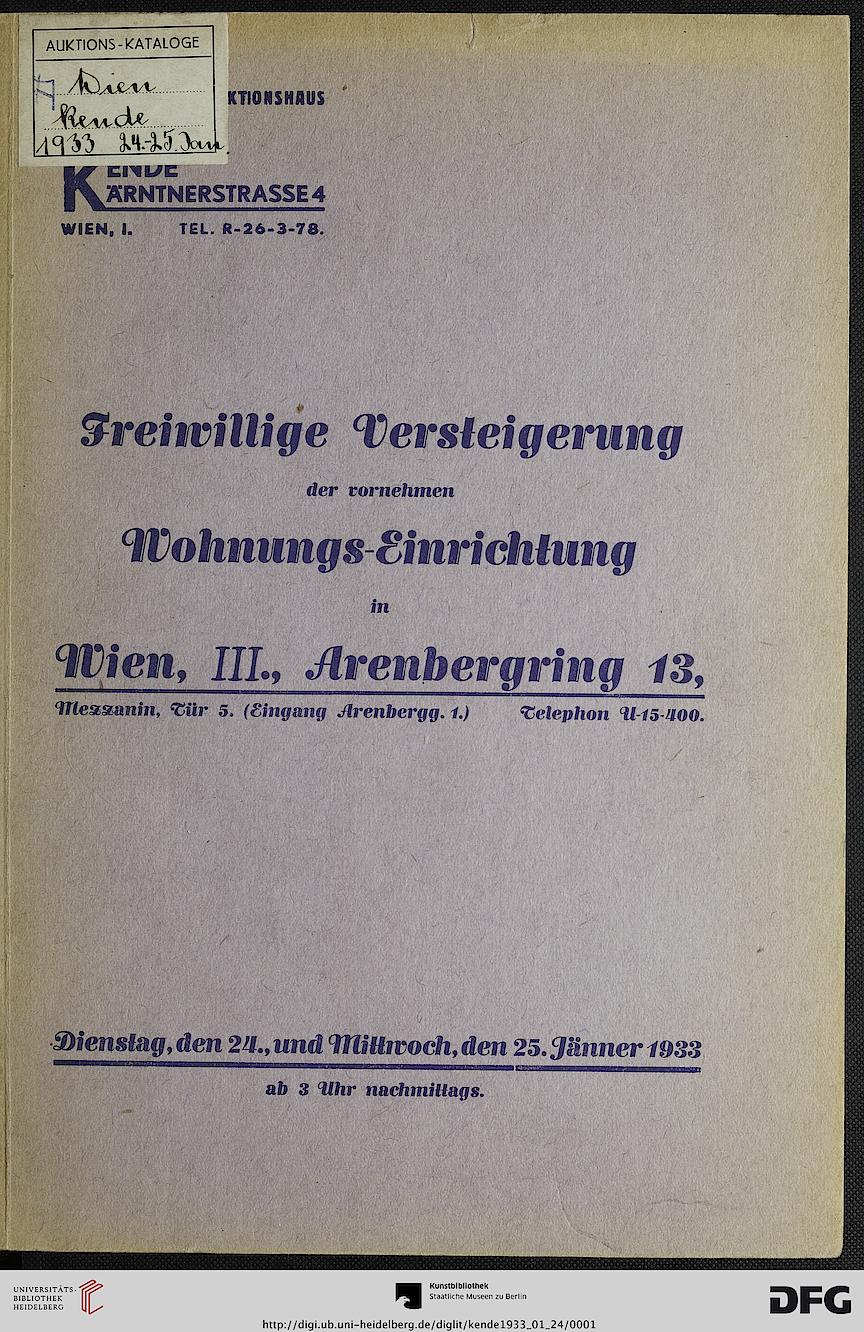 AUKTIONS-KATALOGE
Wien
Kende
1933 24.-25. Jan.
KTIONSHAUS
KENDE
KÄRNTNERSTRASSE 4
WIEN, I. TEL. R-26-3-78.
Freiwillige Versteigerung
der vornehmen
Wohnungs-Einrichtung
in
Wien, III., Arenbergring 13,
Mezzanin, Tür 5. (Eingang Arenbergg. 1.) Telephon U-15-400.
Dienstag, den 24., und Mittwoch, den 25. Jänner 1933
ab 3 Uhr nachmittags.
UNIVERSITÄTS-
BIBLIOTHEK
HEIDELBERG
Kunstbibliothek
Staatliche Museen zu Berlin
DFG
http://digi.ub.uni-heidelberg.de/diglit/kende1933_01_24/0001